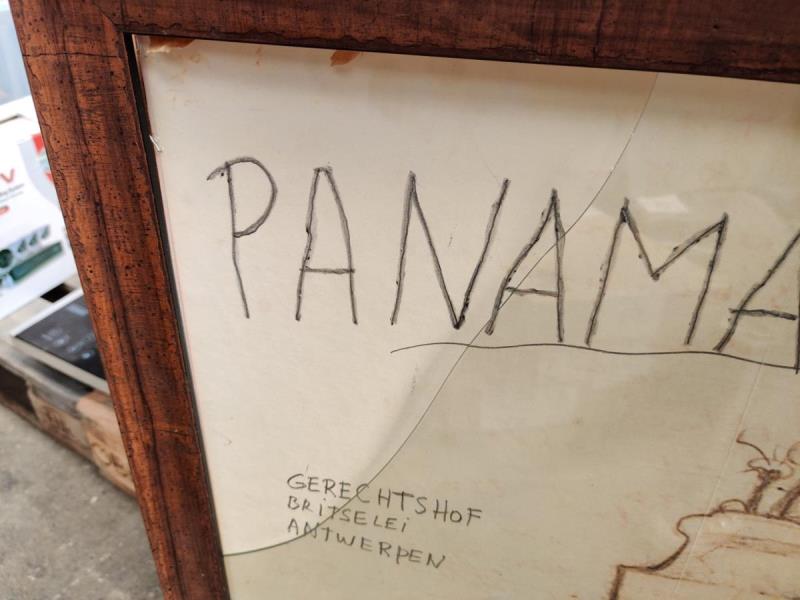 PANAMA
GERECHTSHOF
BRiTSELEi
ANTWERPEN